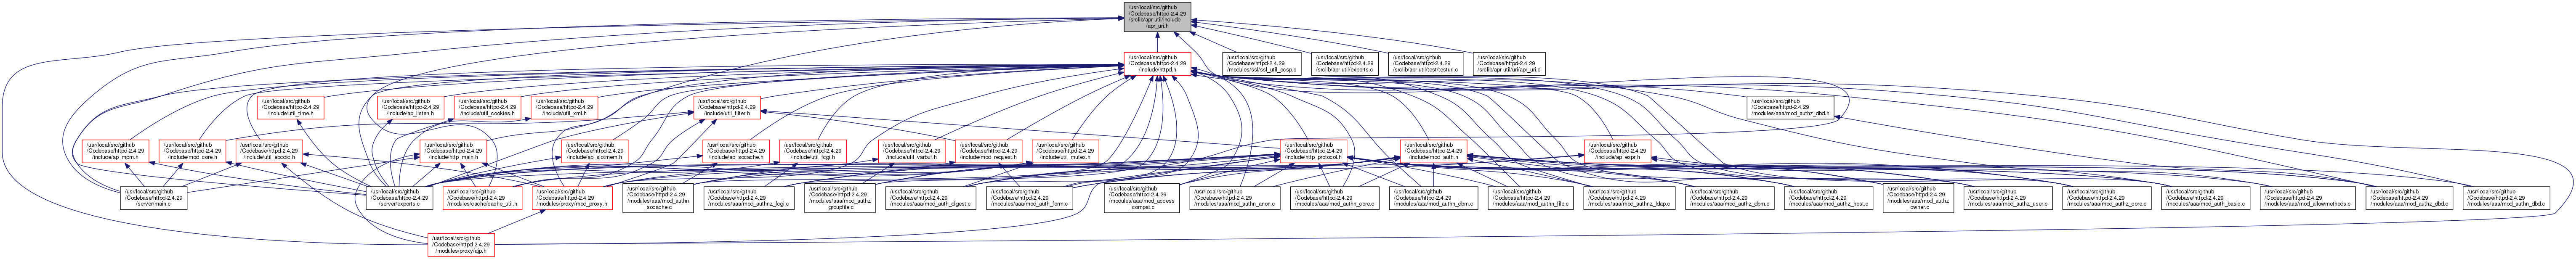 /usr/local/src/github
/Codebase/httpd-2.4.29
/srclib/apr-util/include
/apr_uri.h
/usr/local/src/github
/Codebase/httpd-2.4.29
/include/httpd.h
/usr/local/src/github
/Codebase/httpd-2.4.29
/modules/ssl/ssl_util_ocsp.c
/usr/local/src/github
/Codebase/httpd-2.4.29
/srclib/apr-util/exports.c
/usr/local/src/github
/Codebase/httpd-2.4.29
/srclib/apr-util/test/testuri.c
/usr/local/src/github
/Codebase/httpd-2.4.29
/srclib/apr-util/uri/apr_uri.c
/usr/local/src/github
/Codebase/httpd-2.4.29
/include/util_time.h
/usr/local/src/github
/Codebase/httpd-2.4.29
/include/ap_listen.h
/usr/local/src/github
/Codebase/httpd-2.4.29
/include/util_cookies.h
/usr/local/src/github
/Codebase/httpd-2.4.29
/include/util_xml.h
/usr/local/src/github
/Codebase/httpd-2.4.29
/include/util_filter.h
/usr/local/src/github
/Codebase/httpd-2.4.29
/modules/aaa/mod_authz_dbd.h
/usr/local/src/github
/Codebase/httpd-2.4.29
/include/ap_mpm.h
/usr/local/src/github
/Codebase/httpd-2.4.29
/include/mod_core.h
/usr/local/src/github
/Codebase/httpd-2.4.29
/include/util_ebcdic.h
/usr/local/src/github
/Codebase/httpd-2.4.29
/include/http_main.h
/usr/local/src/github
/Codebase/httpd-2.4.29
/include/ap_slotmem.h
/usr/local/src/github
/Codebase/httpd-2.4.29
/include/ap_socache.h
/usr/local/src/github
/Codebase/httpd-2.4.29
/include/util_fcgi.h
/usr/local/src/github
/Codebase/httpd-2.4.29
/include/util_varbuf.h
/usr/local/src/github
/Codebase/httpd-2.4.29
/include/mod_request.h
/usr/local/src/github
/Codebase/httpd-2.4.29
/include/util_mutex.h
/usr/local/src/github
/Codebase/httpd-2.4.29
/include/http_protocol.h
/usr/local/src/github
/Codebase/httpd-2.4.29
/include/mod_auth.h
/usr/local/src/github
/Codebase/httpd-2.4.29
/include/ap_expr.h
/usr/local/src/github
/Codebase/httpd-2.4.29
/server/main.c
/usr/local/src/github
/Codebase/httpd-2.4.29
/server/exports.c
/usr/local/src/github
/Codebase/httpd-2.4.29
/modules/cache/cache_util.h
/usr/local/src/github
/Codebase/httpd-2.4.29
/modules/proxy/mod_proxy.h
/usr/local/src/github
/Codebase/httpd-2.4.29
/modules/aaa/mod_authn
_socache.c
/usr/local/src/github
/Codebase/httpd-2.4.29
/modules/aaa/mod_authnz_fcgi.c
/usr/local/src/github
/Codebase/httpd-2.4.29
/modules/aaa/mod_authz
_groupfile.c
/usr/local/src/github
/Codebase/httpd-2.4.29
/modules/aaa/mod_auth_digest.c
/usr/local/src/github
/Codebase/httpd-2.4.29
/modules/aaa/mod_auth_form.c
/usr/local/src/github
/Codebase/httpd-2.4.29
/modules/aaa/mod_access
_compat.c
/usr/local/src/github
/Codebase/httpd-2.4.29
/modules/aaa/mod_authn_anon.c
/usr/local/src/github
/Codebase/httpd-2.4.29
/modules/aaa/mod_authn_core.c
/usr/local/src/github
/Codebase/httpd-2.4.29
/modules/aaa/mod_authn_dbm.c
/usr/local/src/github
/Codebase/httpd-2.4.29
/modules/aaa/mod_authn_file.c
/usr/local/src/github
/Codebase/httpd-2.4.29
/modules/aaa/mod_authnz_ldap.c
/usr/local/src/github
/Codebase/httpd-2.4.29
/modules/aaa/mod_authz_dbm.c
/usr/local/src/github
/Codebase/httpd-2.4.29
/modules/aaa/mod_authz_host.c
/usr/local/src/github
/Codebase/httpd-2.4.29
/modules/aaa/mod_authz
_owner.c
/usr/local/src/github
/Codebase/httpd-2.4.29
/modules/aaa/mod_authz_user.c
/usr/local/src/github
/Codebase/httpd-2.4.29
/modules/aaa/mod_authz_core.c
/usr/local/src/github
/Codebase/httpd-2.4.29
/modules/aaa/mod_auth_basic.c
/usr/local/src/github
/Codebase/httpd-2.4.29
/modules/aaa/mod_allowmethods.c
/usr/local/src/github
/Codebase/httpd-2.4.29
/modules/aaa/mod_authz_dbd.c
/usr/local/src/github
/Codebase/httpd-2.4.29
/modules/aaa/mod_authn_dbd.c
/usr/local/src/github
/Codebase/httpd-2.4.29
/modules/proxy/ajp.h